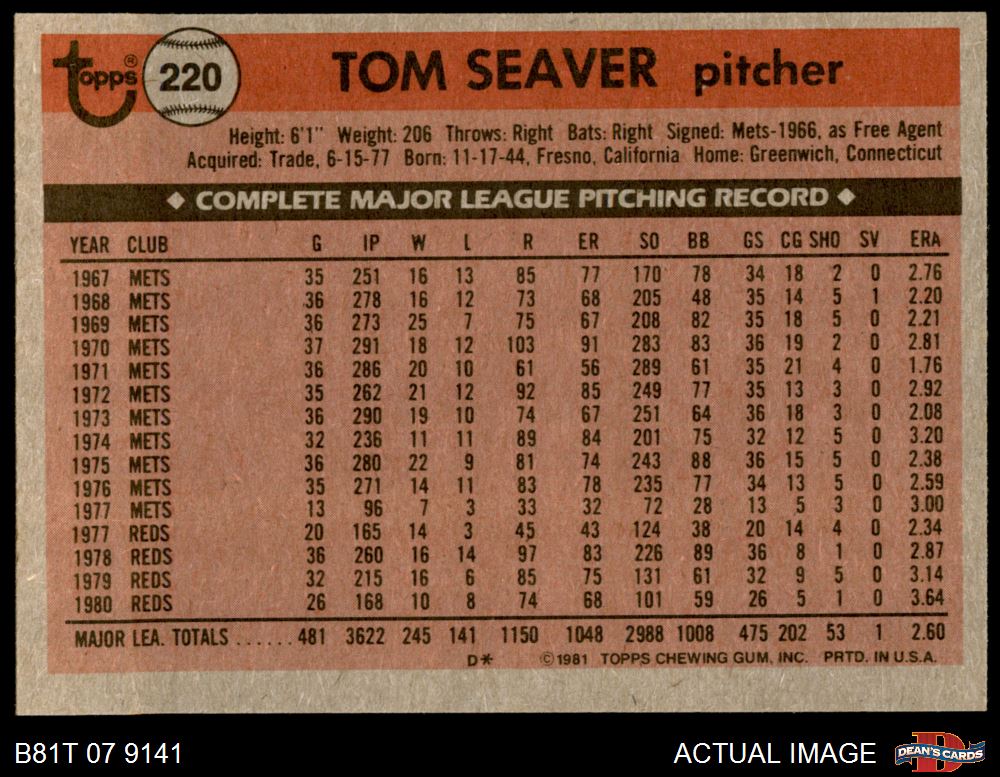 Topps® 220 TOM SEAVER pitcher
Height: 6'1" Weight: 206 Throws: Right Bats: Right Signed: Mets-1966, as Free Agent
Acquired: Trade, 6-15-77 Born: 11-17-44, Fresno, California Home: Greenwich, Connecticut
◆ COMPLETE MAJOR LEAGUE PITCHING RECORD ◆
YEAR CLUB G IP W L R ER SO BB GS CG SHO SV ERA
1967 METS 35 251 16 13 85 77 170 78 34 18 2 0 2.76
1968 METS 36 278 16 12 73 68 205 48 35 14 5 1 2.20
1969 METS 36 273 25 7 75 67 208 82 35 18 5 0 2.21
1970 METS 37 291 18 12 103 91 283 83 36 19 2 0 2.81
1971 METS 36 286 20 10 61 56 289 61 35 21 4 0 1.76
1972 METS 35 262 21 12 92 85 249 77 35 13 3 0 2.92
1973 METS 36 290 19 10 74 67 251 64 36 18 3 0 2.08
1974 METS 32 236 11 11 89 84 201 75 32 12 5 0 3.20
1975 METS 36 280 22 9 81 74 243 88 36 15 5 0 2.38
1976 METS 35 271 14 11 83 78 235 77 34 13 5 0 2.59
1977 METS 13 96 7 3 33 32 72 28 13 5 3 0 3.00
1977 REDS 20 165 14 3 45 43 124 38 20 14 4 0 2.34
1978 REDS 36 260 16 14 97 83 226 89 36 8 1 0 2.87
1979 REDS 32 215 16 6 85 75 131 61 32 9 5 0 3.14
1980 REDS 26 168 10 8 74 68 101 59 26 5 1 0 3.64
MAJOR LEA. TOTALS ...... 481 3622 245 141 1150 1048 2988 1008 475 202 53 1 2.60
D* ©1981 TOPPS CHEWING GUM, INC. PRTD. IN U.S.A.
B81T 07 9141 ACTUAL IMAGE D DEAN'S CARDS